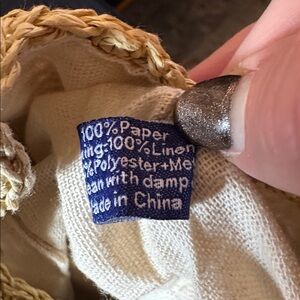 100% Paper
ing:100% Linen
%Polyester+Me
ean with damp
ade in China